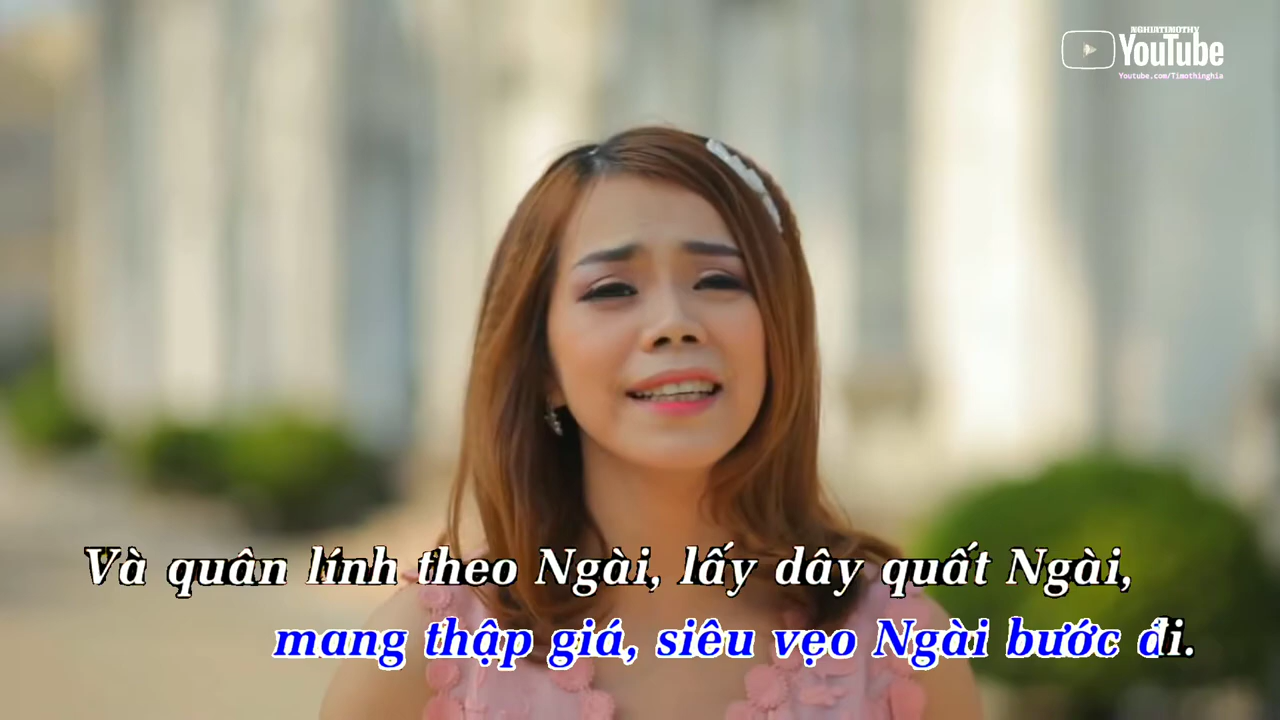 NGHIATIMOTHY
YouTube
Youtube.com/Timothinghia
Và quân lính theo Ngài, lấy dây quất Ngài,
mang thập giá, siêu vẹo Ngài bước đi.